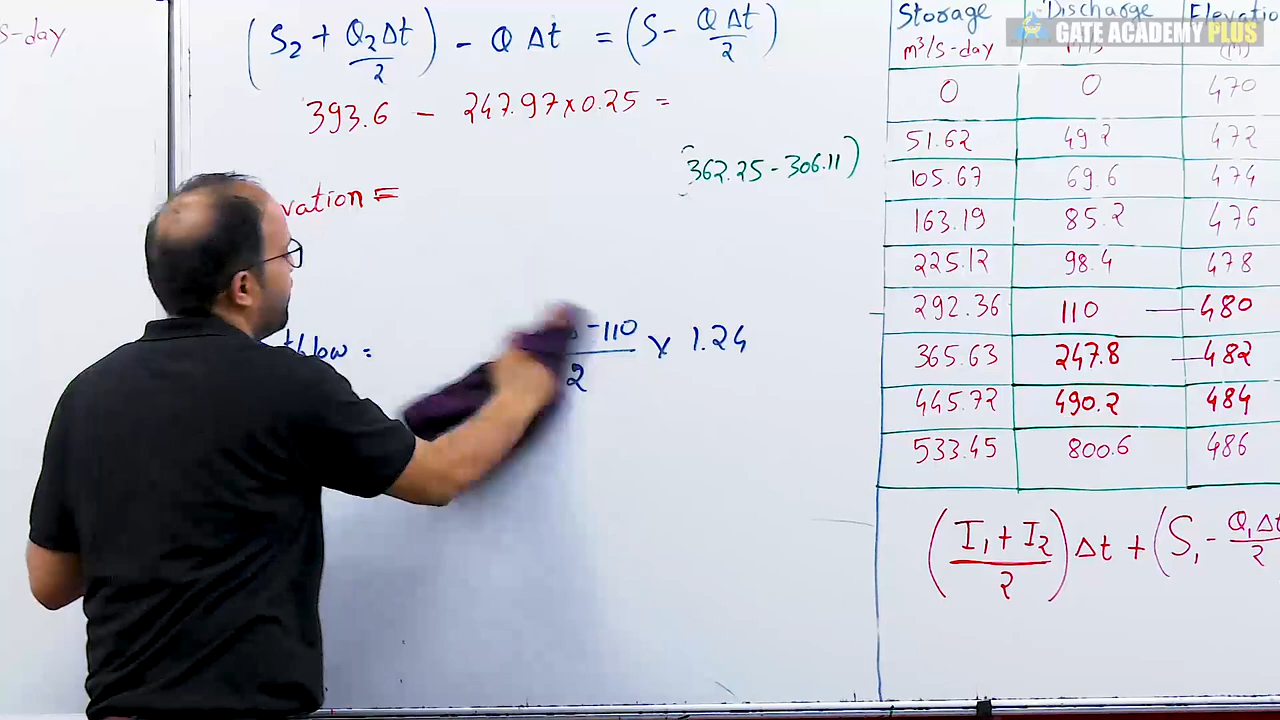 S-day
(S2 + Q2Δt/2) - Q Δt = (S - QΔt/2)
393.6 - 247.97×0.25 =
(362.25 - 306.11)
vation =
-110/2 × 1.24
Storage Discharge Elevatio
m³/s-day m³/s (M)
0 0 470
51.62 49.2 472
105.67 69.6 474
163.19 85.2 476
225.12 98.4 478
292.36 110 480
365.63 247.8 482
445.72 490.2 484
533.45 800.6 486
(I1 + I2/2)Δt + (S1 - Q1Δt/2
GATE ACADEMY PLUS